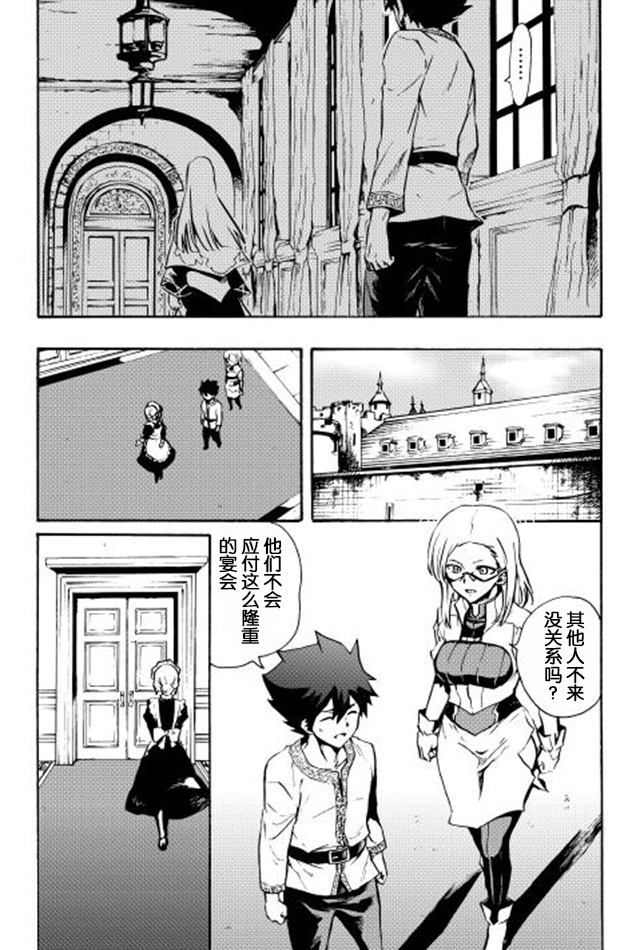 ……
其他人不来
没关系吗？
他们不会
应付这么隆重
的宴会